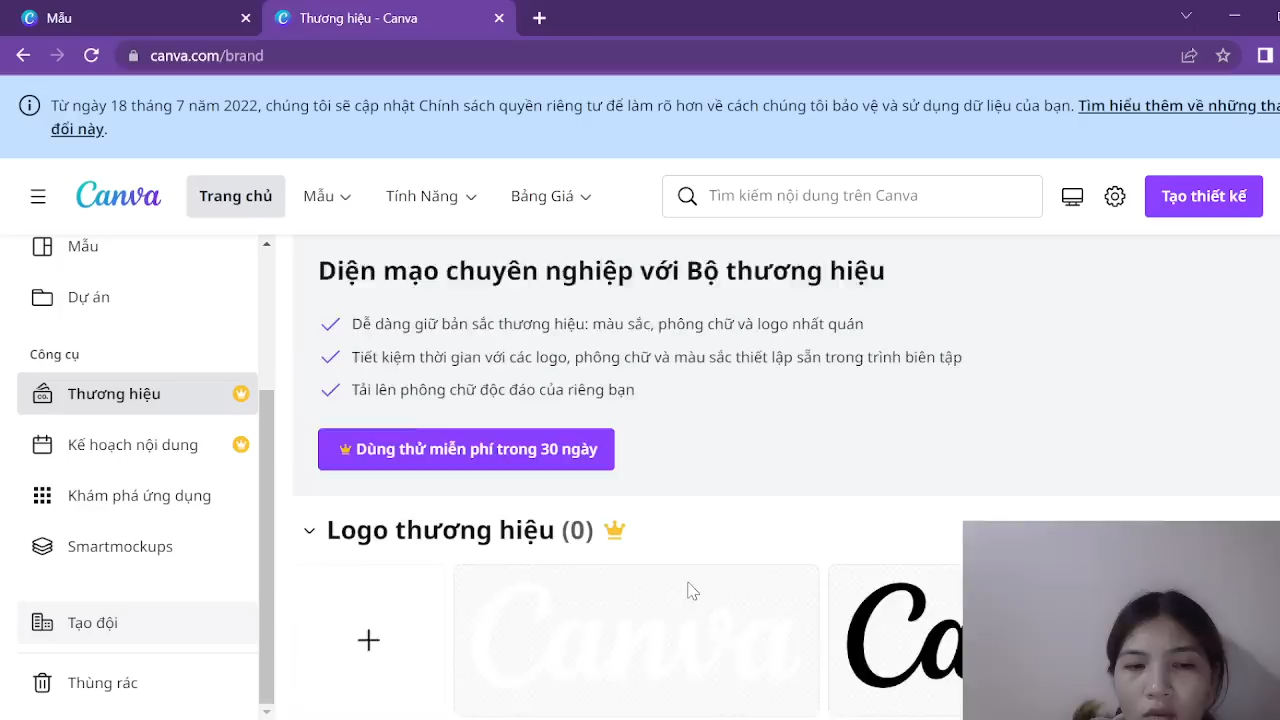 Mẫu
Thương hiệu - Canva
canva.com/brand
Từ ngày 18 tháng 7 năm 2022, chúng tôi sẽ cập nhật Chính sách quyền riêng tư để làm rõ hơn về cách chúng tôi bảo vệ và sử dụng dữ liệu của bạn. Tìm hiểu thêm về những
đổi này.
Canva
Trang chủ
Mẫu
Tính Năng
Bảng Giá
Tìm kiếm nội dung trên Canva
Tạo thiết kế
Mẫu
Dự án
Công cụ
Thương hiệu
Kế hoạch nội dung
Khám phá ứng dụng
Smartmockups
Tạo đội
Thùng rác
Diện mạo chuyên nghiệp với Bộ thương hiệu
Dễ dàng giữ bản sắc thương hiệu: màu sắc, phông chữ và logo nhất quán
Tiết kiệm thời gian với các logo, phông chữ và màu sắc thiết lập sẵn trong trình biên tập
Tải lên phông chữ độc đáo của riêng bạn
Dùng thử miễn phí trong 30 ngày
Logo thương hiệu (0)
CO.
Canva
Ca